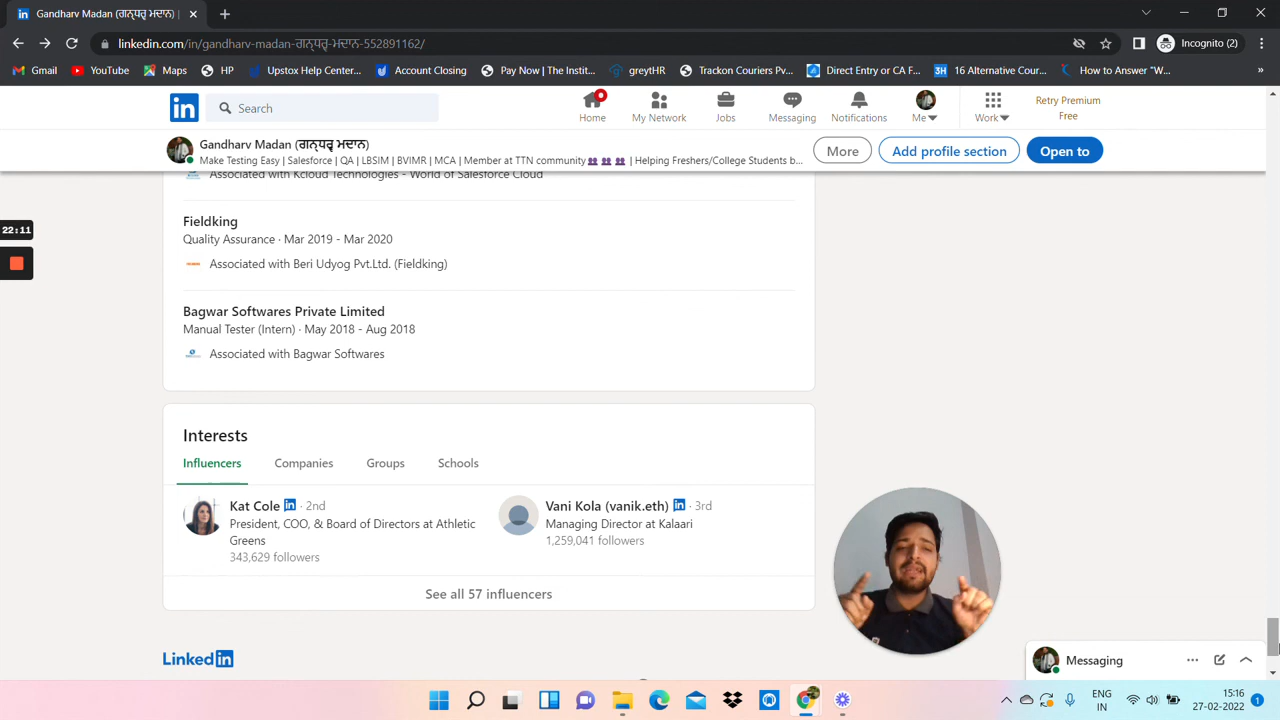 in Gandharv Madan (ਗਨ੍ਧਰ੍ਵ ਮਦਾਨ)
linkedin.com/in/gandharv-madan-ਗਨ੍ਧਰ੍ਵ-ਮਦਾਨ-552891162/
Incognito (2)
Gmail YouTube Maps HP Upstox Help Center... Account Closing Pay Now | The Instit... greytHR Trackon Couriers Pv... Direct Entry or CA F... 3H 16 Alternative Cour... How to Answer "W... »
in Search
Home My Network Jobs Messaging Notifications Me Work
Retry Premium
Free
Gandharv Madan (ਗਨ੍ਧਰ੍ਵ ਮਦਾਨ)
Make Testing Easy | Salesforce | QA | LBSIM | BVIMR | MCA | Member at TTN community 👥 👥 👥 | Helping Freshers/College Students b...
More
Add profile section
Open to
Associated with Kcloud Technologies - World of Salesforce Cloud
22:11
Fieldking
Quality Assurance · Mar 2019 - Mar 2020
Associated with Beri Udyog Pvt.Ltd. (Fieldking)
Bagwar Softwares Private Limited
Manual Tester (Intern) · May 2018 - Aug 2018
Associated with Bagwar Softwares
Interests
Influencers Companies Groups Schools
Kat Cole in · 2nd
President, COO, & Board of Directors at Athletic
Greens
343,629 followers
Vani Kola (vanik.eth) in · 3rd
Managing Director at Kalaari
1,259,041 followers
See all 57 influencers
Linkedin
Messaging
ENG
IN
15:16
27-02-2022
1